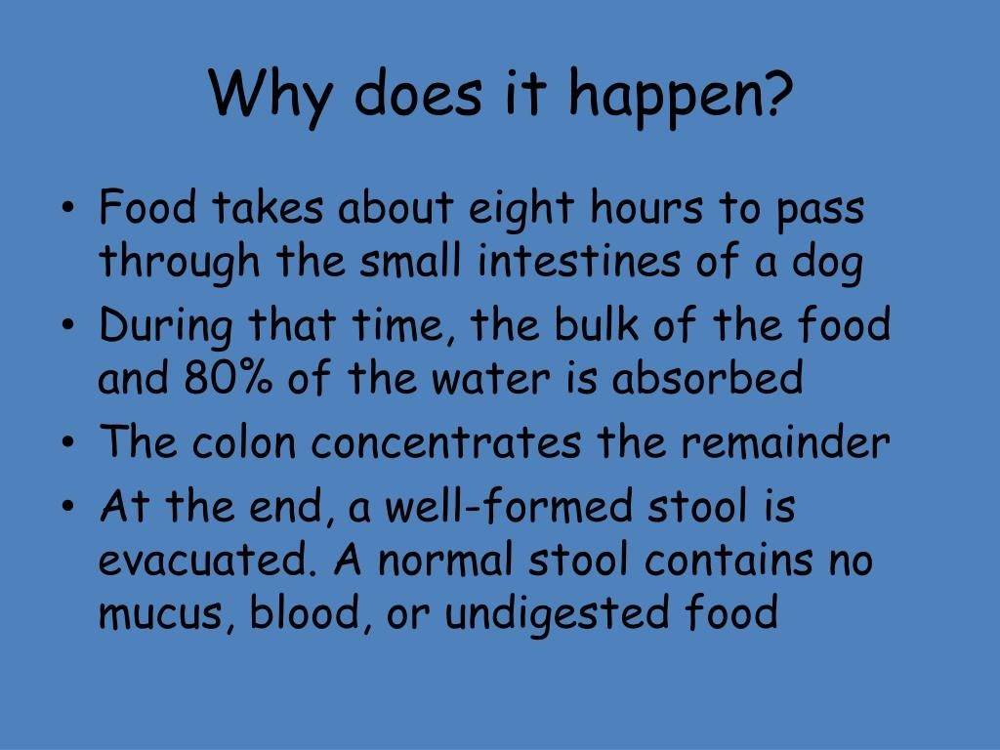 Why does it happen?
• Food takes about eight hours to pass
through the small intestines of a dog
• During that time, the bulk of the food
and 80% of the water is absorbed
• The colon concentrates the remainder
• At the end, a well-formed stool is
evacuated. A normal stool contains no
mucus, blood, or undigested food